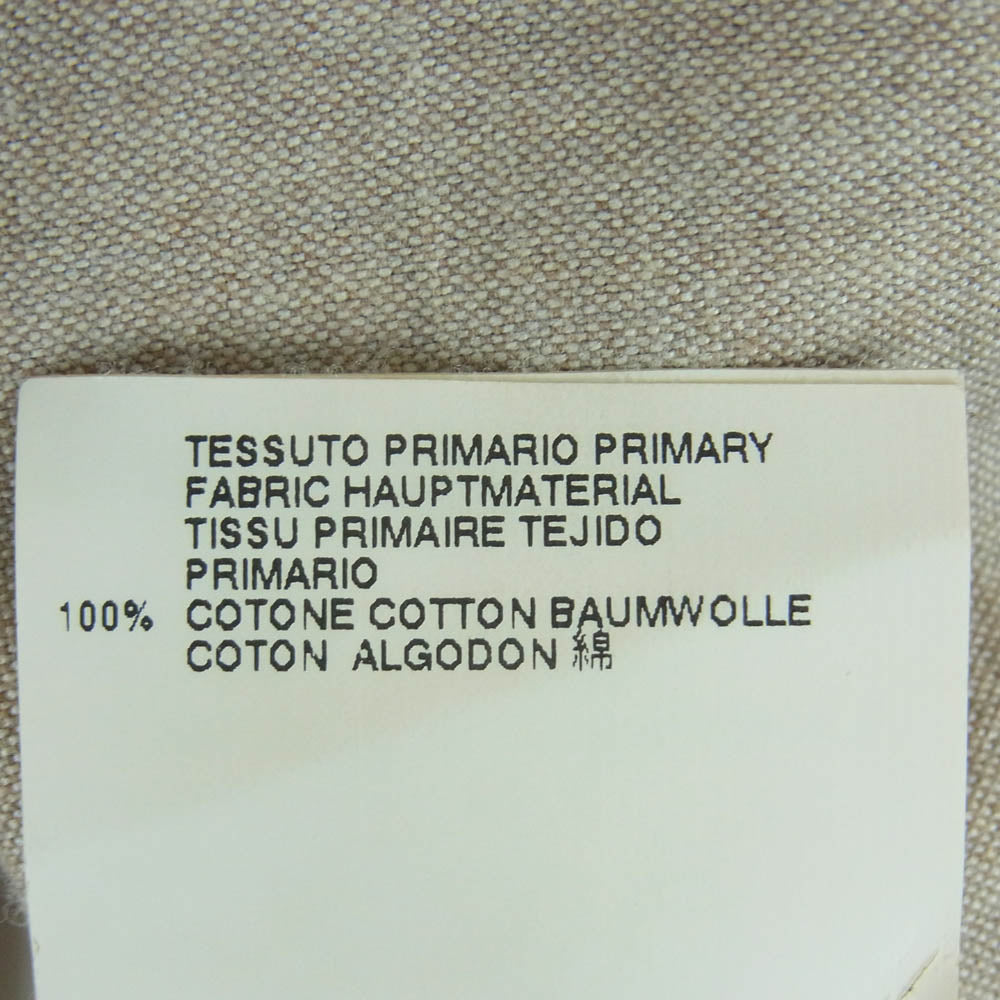 TESSUTO PRIMARIO PRIMARY
FABRIC HAUPTMATERIAL
TISSU PRIMAIRE TEJIDO
PRIMARIO
100% COTONE COTTON BAUMWOLLE
COTON ALGODON 綿